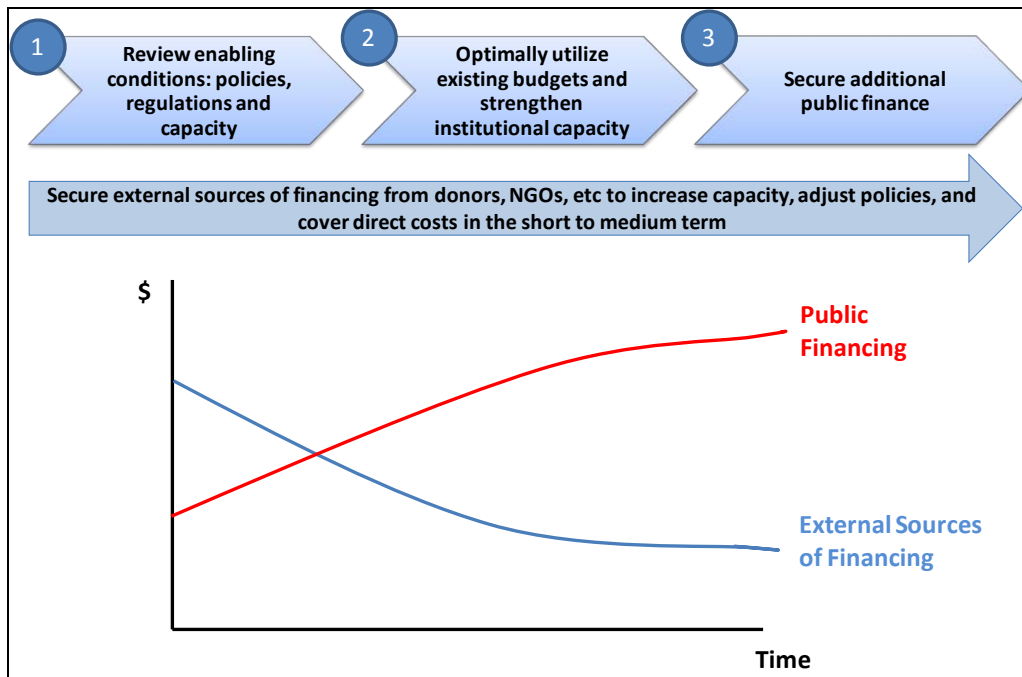 1
Review enabling
conditions: policies,
regulations and
capacity
2
Optimally utilize
existing budgets and
strengthen
institutional capacity
3
Secure additional
public finance
Secure external sources of financing from donors, NGOs, etc to increase capacity, adjust policies, and
cover direct costs in the short to medium term
$
Public
Financing
External Sources
of Financing
Time